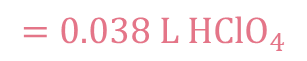 = 0.038 L HClO₄